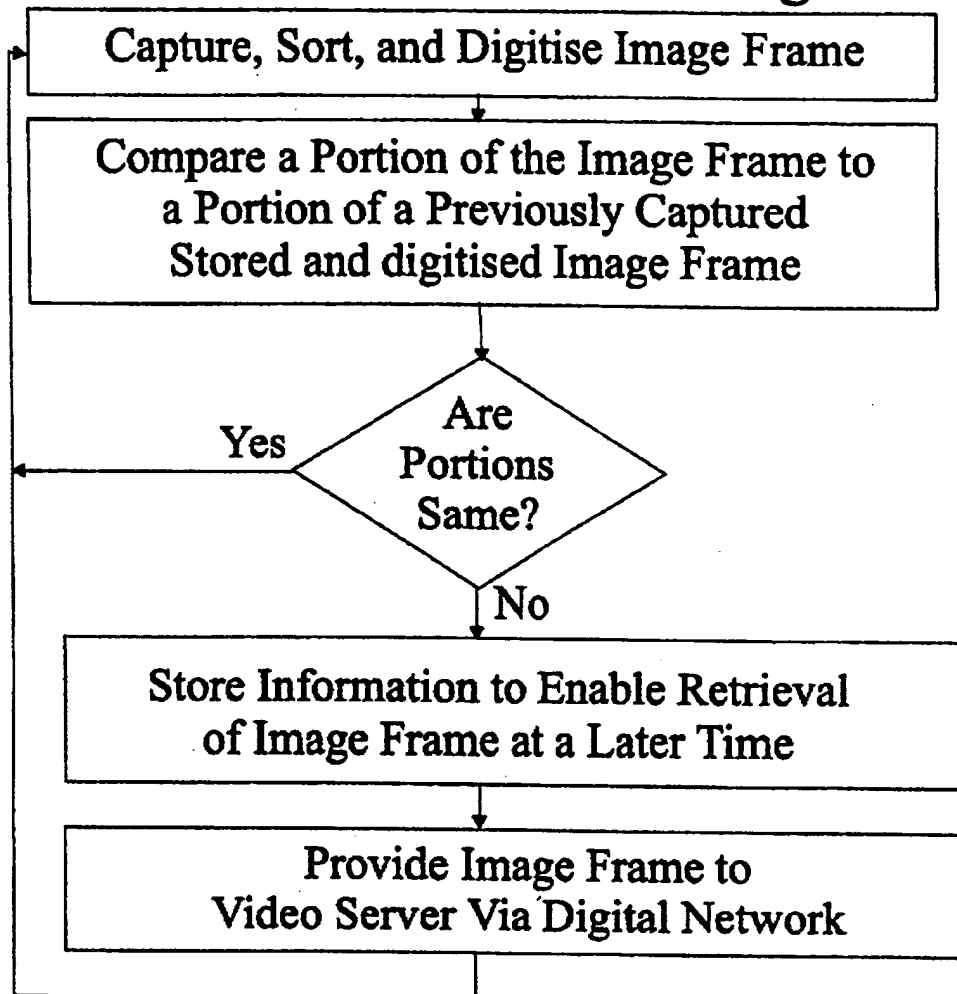 Capture, Sort, and Digitise Image Frame
Compare a Portion of the Image Frame to
a Portion of a Previously Captured
Stored and digitised Image Frame
Are
Portions
Same?
Yes
No
Store Information to Enable Retrieval
of Image Frame at a Later Time
Provide Image Frame to
Video Server Via Digital Network